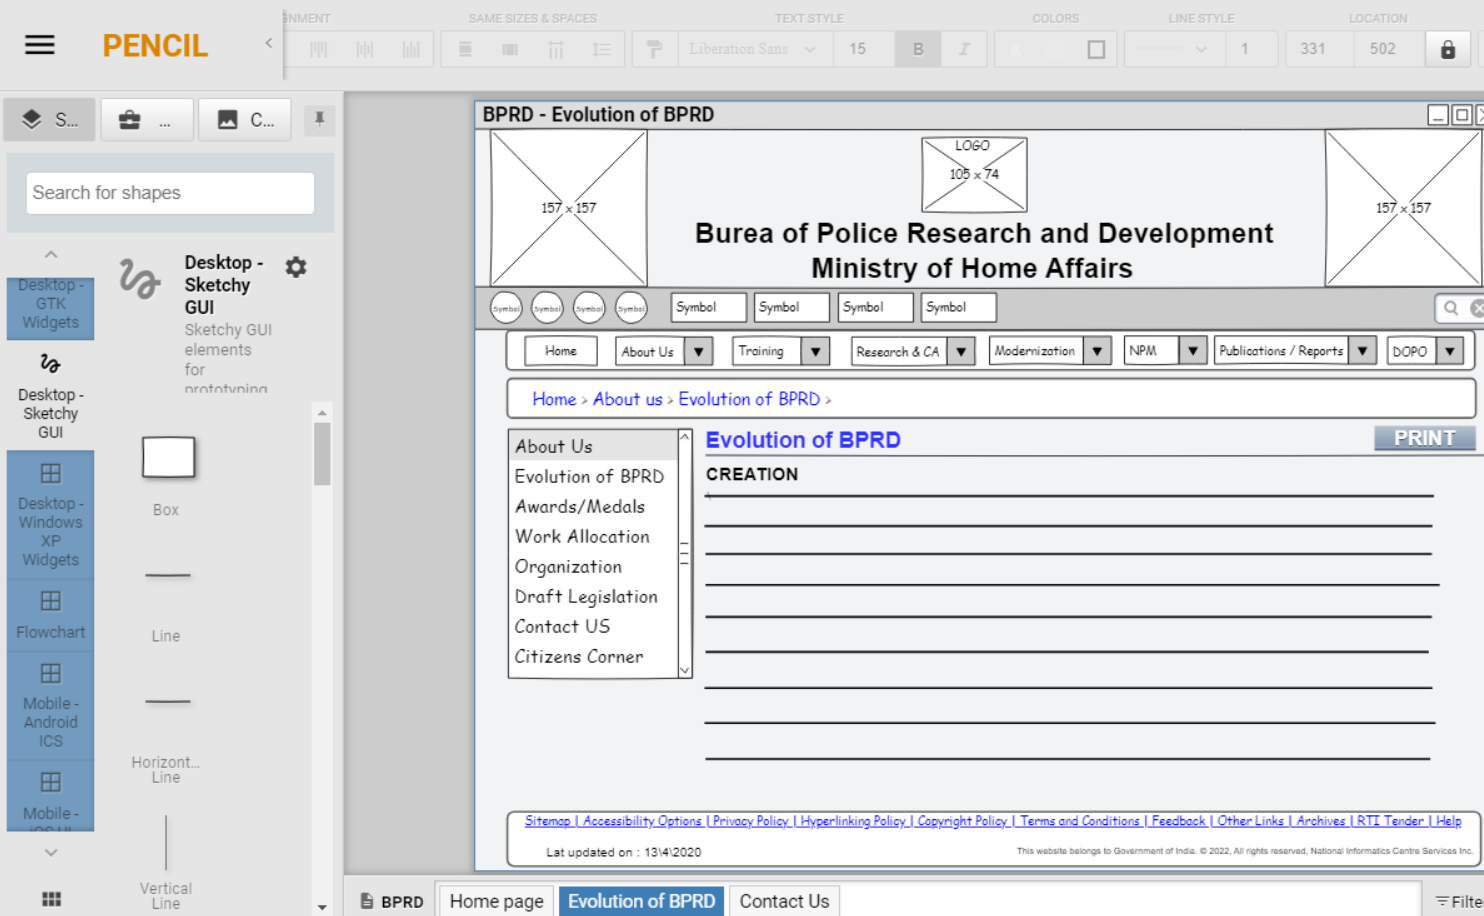 GNMENT
SAME SIZES & SPACES
TEXT STYLE
COLORS
LINE STYLE
LOCATION
PENCIL
Liberation Sans
15
B
I
1
331
502
S...
...
C...
Search for shapes
Desktop -
GTK
Widgets
Desktop -
Sketchy
GUI
Desktop -
Windows
XP
Widgets
Flowchart
Mobile -
Android
ICS
Mobile -
iOS UI
Desktop -
Sketchy
GUI
Sketchy GUI
elements
for
prototyping
Box
Line
Horizont...
Line
Vertical
Line
BPRD - Evolution of BPRD
157 x 157
LOGO
105 x 74
157 x 157
Burea of Police Research and Development
Ministry of Home Affairs
Symbol
Symbol
Symbol
Symbol
Symbol
Symbol
Symbol
Symbol
Home
About Us
Training
Research & CA
Modernization
NPM
Publications / Reports
DOPO
Home > About us > Evolution of BPRD >
About Us
Evolution of BPRD
Awards/Medals
Work Allocation
Organization
Draft Legislation
Contact US
Citizens Corner
Evolution of BPRD
PRINT
CREATION
Sitemap | Accessibility Options | Privacy Policy | Hyperlinking Policy | Copyright Policy | Terms and Conditions | Feedback | Other Links | Archives | RTI Tender | Help
Lat updated on : 13\4\2020
This website belongs to Government of India. © 2022, All rights reserved, National Informatics Centre Services Inc.
BPRD
Home page
Evolution of BPRD
Contact Us
Filte